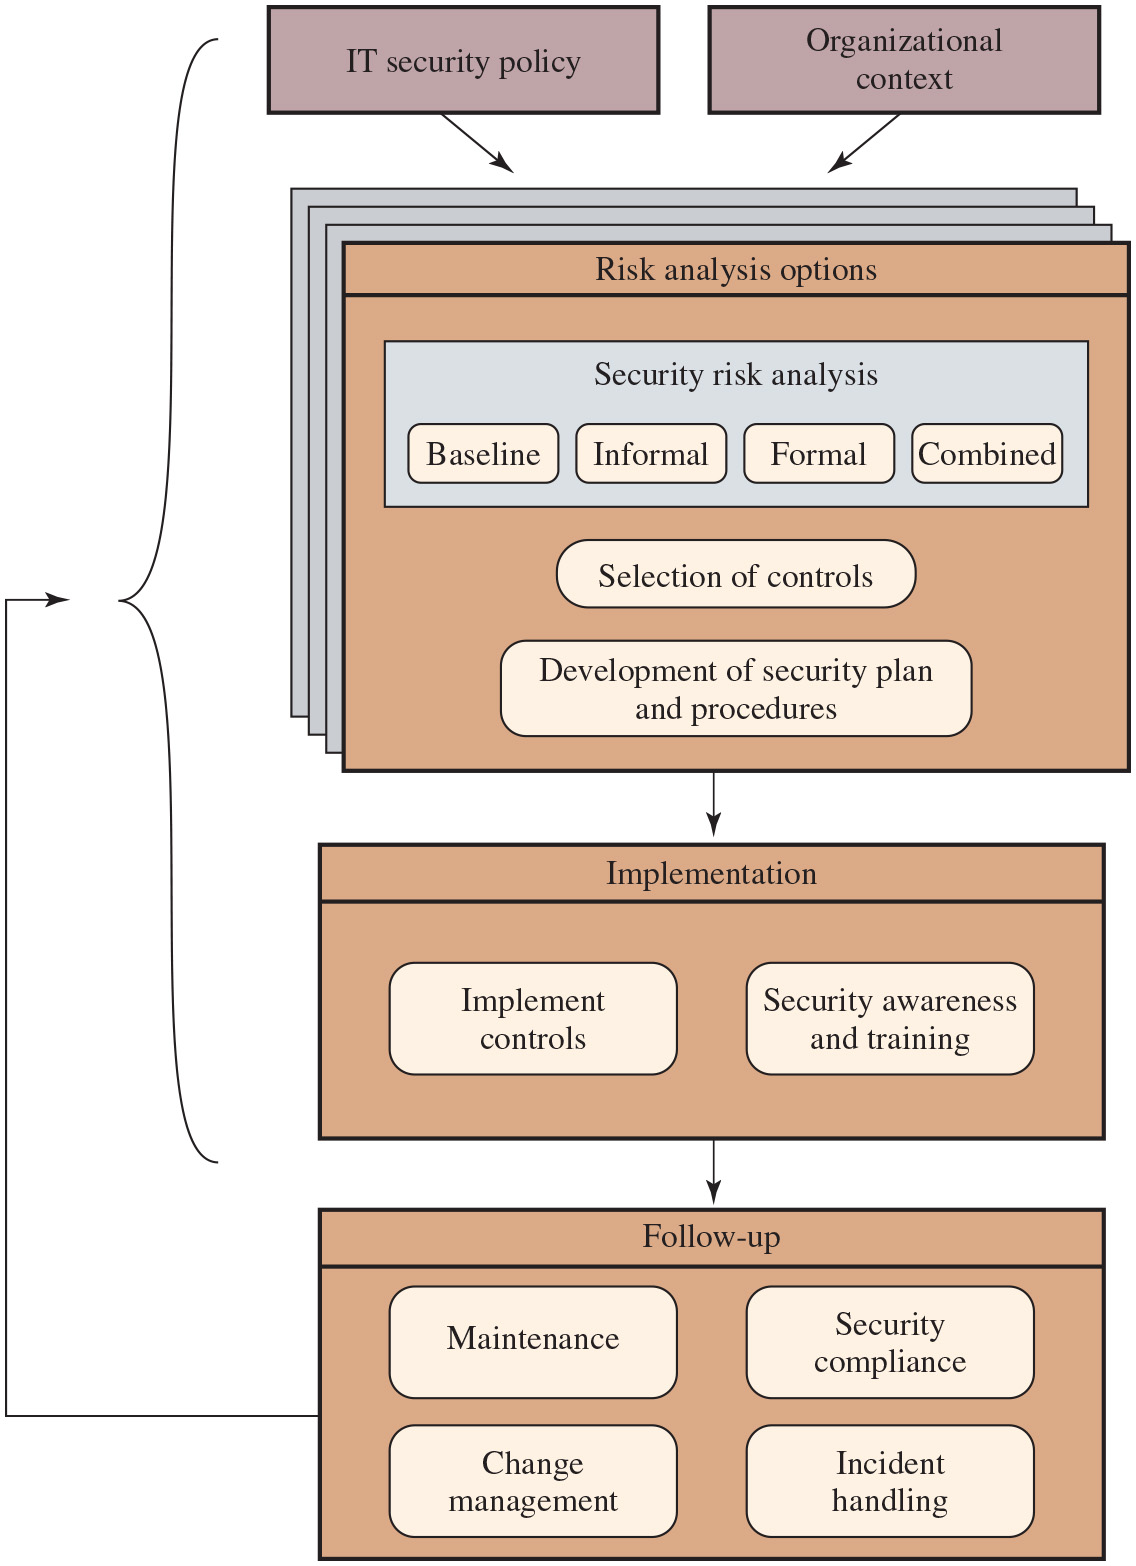 IT security policy
Organizational
context
Risk analysis options
Security risk analysis
Baseline
Informal
Formal
Combined
Selection of controls
Development of security plan
and procedures
Implementation
Implement
controls
Security awareness
and training
Follow-up
Maintenance
Security
compliance
Change
management
Incident
handling